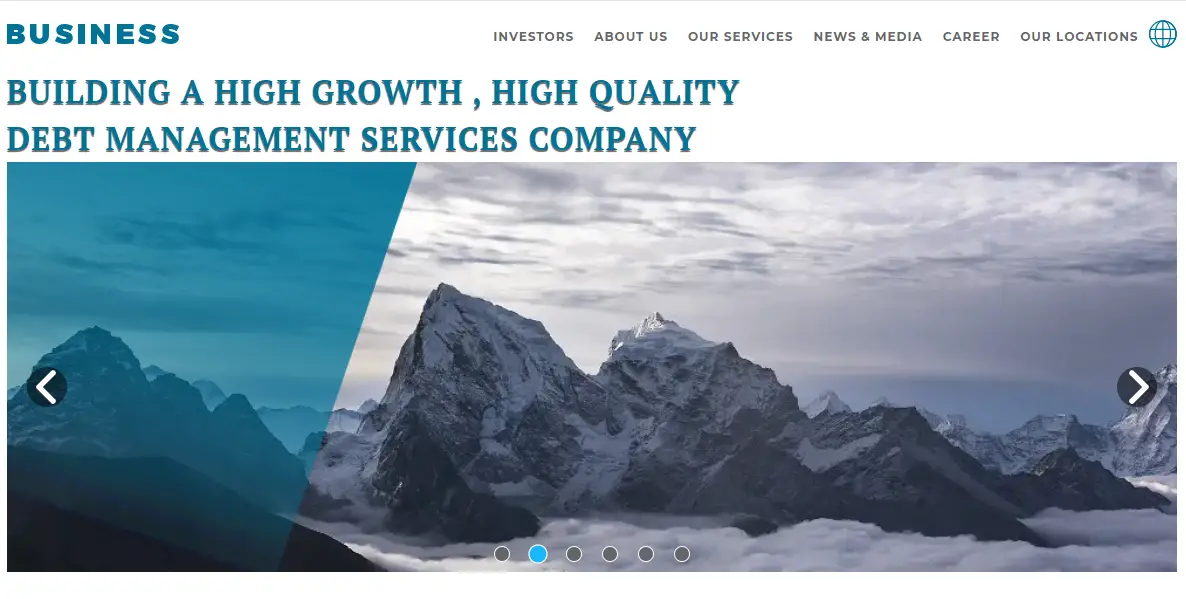 BUSINESS
INVESTORS ABOUT US OUR SERVICES NEWS & MEDIA CAREER OUR LOCATIONS
BUILDING A HIGH GROWTH , HIGH QUALITY
DEBT MANAGEMENT SERVICES COMPANY